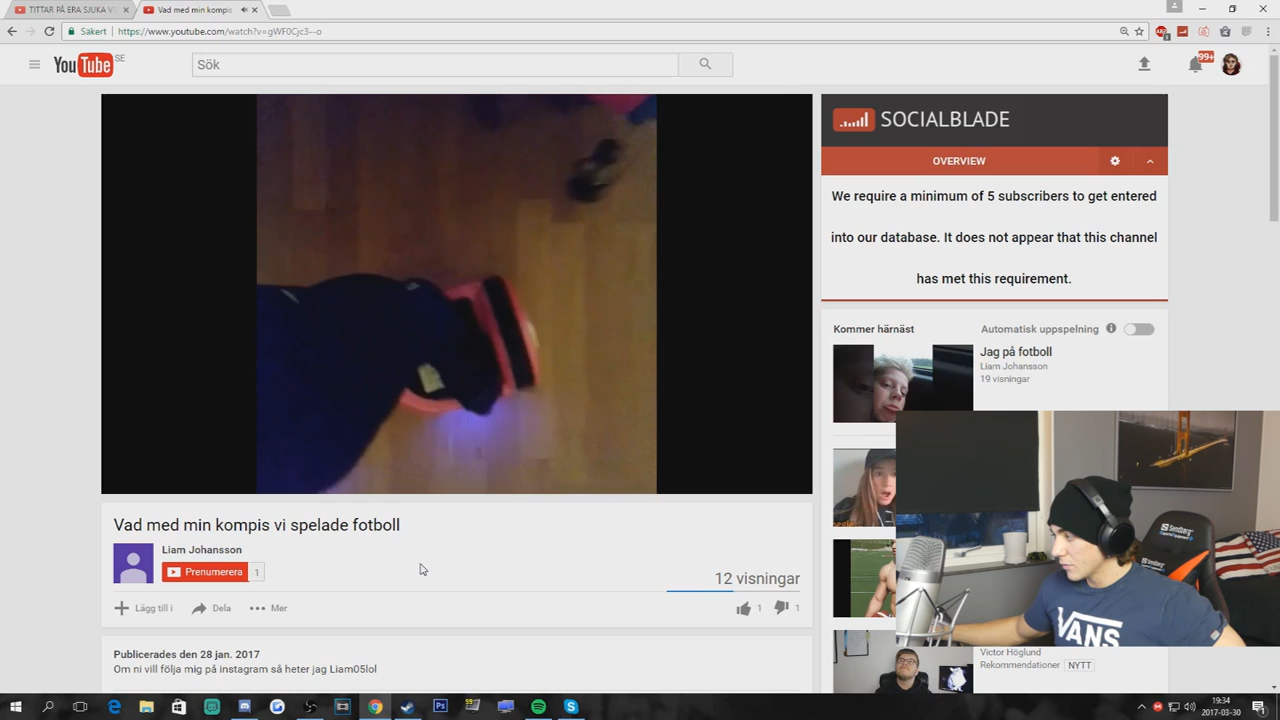 TITTAR PÅ ERA SJUKA V
Vad med min kompis
Säkert
https://www.youtube.com/watch?v=gWF0Cjc3--o
YouTube SE
Sök
99+
SOCIALBLADE
OVERVIEW
We require a minimum of 5 subscribers to get entered
into our database. It does not appear that this channel
has met this requirement.
Kommer härnäst
Automatisk uppspelning
Jag på fotboll
Liam Johansson
19 visningar
Vad med min kompis vi spelade fotboll
Liam Johansson
Prenumerera 1
12 visningar
Lägg till i
Dela
Mer
1
1
Publicerades den 28 jan. 2017
Om ni vill följa mig på instagram så heter jag Liam05lol
VANS
Victor Höglund
Rekommendationer NYTT
19:34
2017-03-30